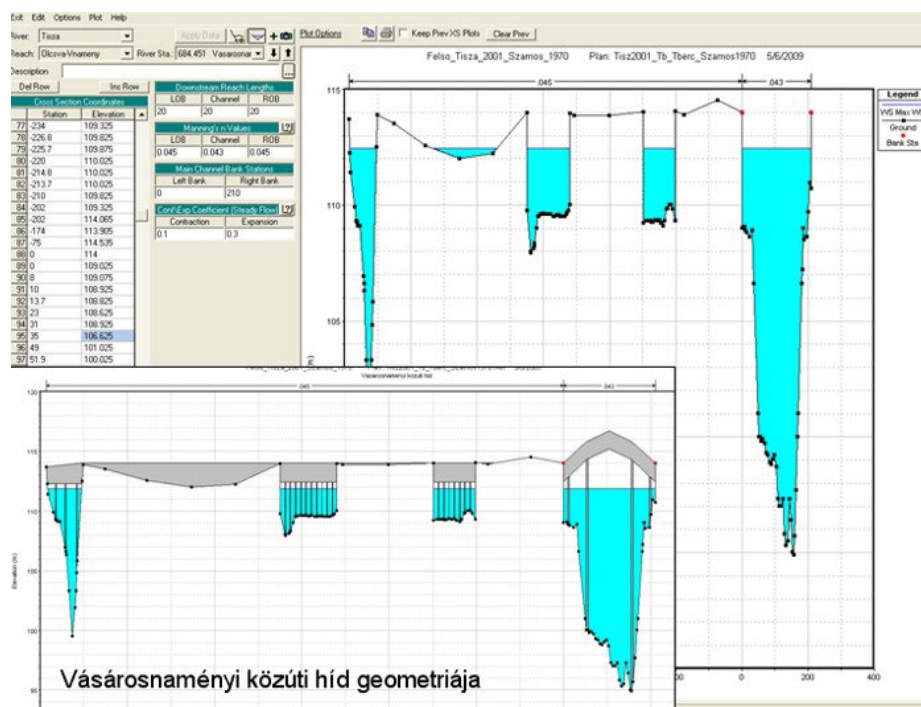 Exit Edit Options Plot Help
River: Tisza Apply Data Plot Options Keep Prev XS Plots Clear Prev
Reach: Olcsva-Vnameny River Sta.: 684.451
Description
Del Row Ins Row
Cross Section Coordinates
Station Elevation
77 -234 109.325
78 -226.8 109.825
79 -225.7 109.875
80 -220 110.025
81 -214.8 110.025
82 -213.7 110.025
83 -210 109.825
84 -202 109.325
85 -202 114.065
86 -174 113.905
87 -75 114.535
88 0 114
89 0 109.025
90 8 109.075
91 10 108.925
92 13.7 108.825
93 23 108.625
94 31 108.925
95 35 106.625
96 49 101.025
97 51.9 100.025
Downstream Reach Lengths
LOB Channel ROB
20 20 20
Manning's n Values
LOB Channel ROB
0.045 0.043 0.045
Main Channel Bank Stations
Left Bank Right Bank
0 210
Cont\Exp Coefficient (Steady Flow)
Contraction Expansion
0.1 0.3
Felso_Tisza_2001_Szamos_1970 Plan: Tisz2001_Tb_Tberc_Szamos1970 5/6/2009
.045 .043
115
110
105
Legend
WS Max WS
Ground
Bank Sta
0 200 400
Vásárosnaményi közúti híd
.045 .043
120
115
110
105
100
95
Elevation (m)
Vásárosnaményi közúti híd geometriája